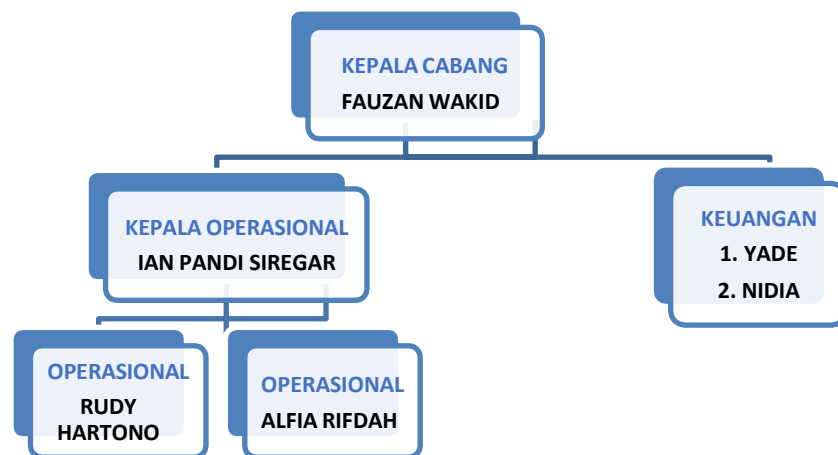 KEPALA CABANG
FAUZAN WAKID
KEPALA OPERASIONAL
IAN PANDI SIREGAR
KEUANGAN
1. YADE
2. NIDIA
OPERASIONAL
RUDY
HARTONO
OPERASIONAL
ALFIA RIFDAH